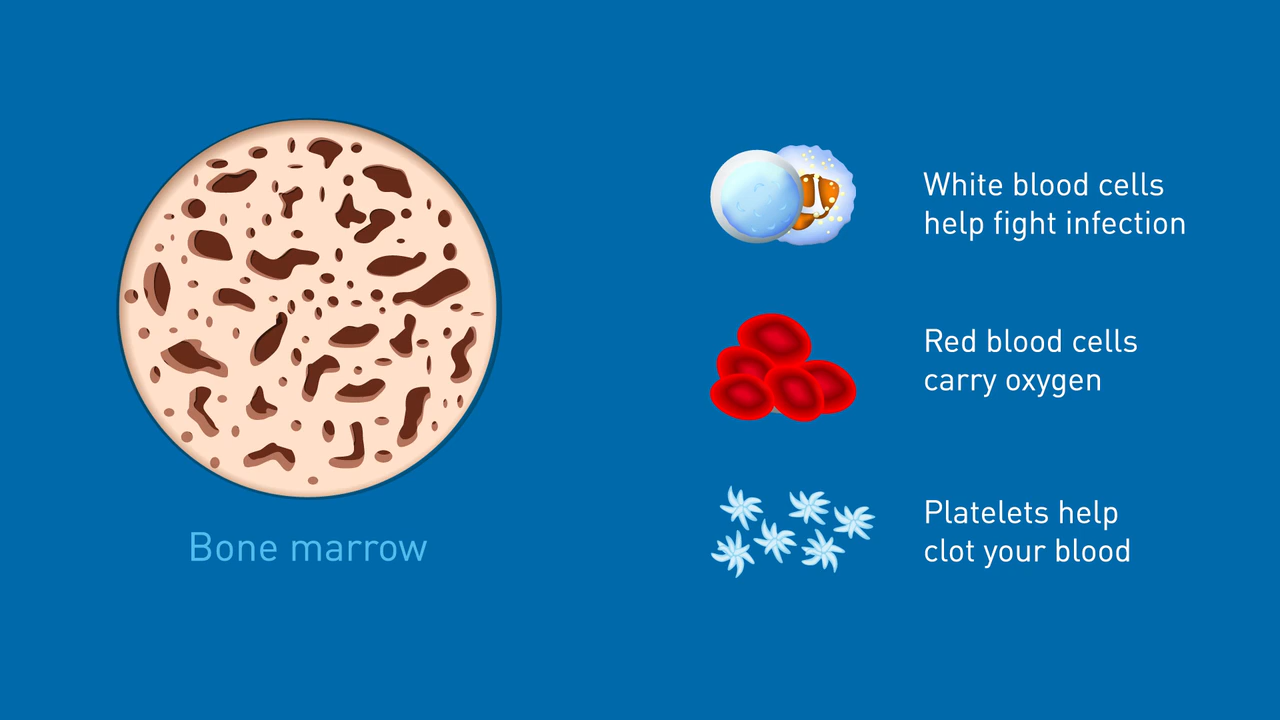 Bone marrow
White blood cells
help fight infection
Red blood cells
carry oxygen
Platelets help
clot your blood